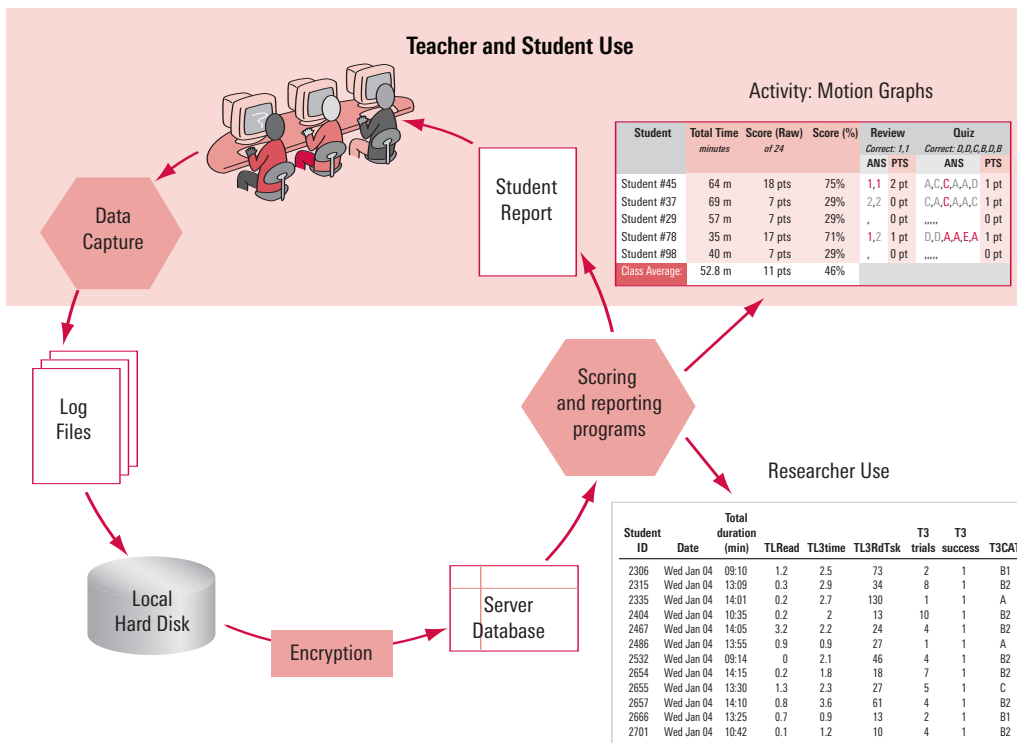 Teacher and Student Use
Activity: Motion Graphs
Student Total Time Score (Raw) Score (%) Review Quiz
minutes of 24 Correct: 1,1 Correct: D,D,C,B,D,B
ANS PTS ANS PTS
Student #45 64 m 18 pts 75% 1,1 2 pt A,C,C,A,A,D 1 pt
Student #37 69 m 7 pts 29% 2,2 0 pt C,A,C,A,A,C 1 pt
Student #29 57 m 7 pts 29% , 0 pt ,,,,, 0 pt
Student #78 35 m 17 pts 71% 1,2 1 pt D,D,A,A,E,A 1 pt
Student #98 40 m 7 pts 29% , 0 pt ,,,,, 0 pt
Class Average: 52.8 m 11 pts 46%
Student
Report
Data
Capture
Log
Files
Scoring
and reporting
programs
Local
Hard Disk
Encryption
Server
Database
Researcher Use
Total
Student duration T3 T3
ID Date (min) TLRead TL3time TL3RdTsk trials success T3CAT
2306 Wed Jan 04 09:10 1.2 2.5 73 2 1 B1
2315 Wed Jan 04 13:09 0.3 2.9 34 8 1 B2
2335 Wed Jan 04 14:01 0.2 2.7 130 1 1 A
2404 Wed Jan 04 10:35 0.2 2 13 10 1 B2
2467 Wed Jan 04 14:05 3.2 2.2 24 4 1 B2
2486 Wed Jan 04 13:55 0.9 0.9 27 1 1 A
2532 Wed Jan 04 09:14 0 2.1 46 4 1 B2
2654 Wed Jan 04 14:15 0.2 1.8 18 7 1 B2
2655 Wed Jan 04 13:30 1.3 2.3 27 5 1 C
2657 Wed Jan 04 14:10 0.8 3.6 61 4 1 B2
2666 Wed Jan 04 13:25 0.7 0.9 13 2 1 B1
2701 Wed Jan 04 10:42 0.1 1.2 10 4 1 B2